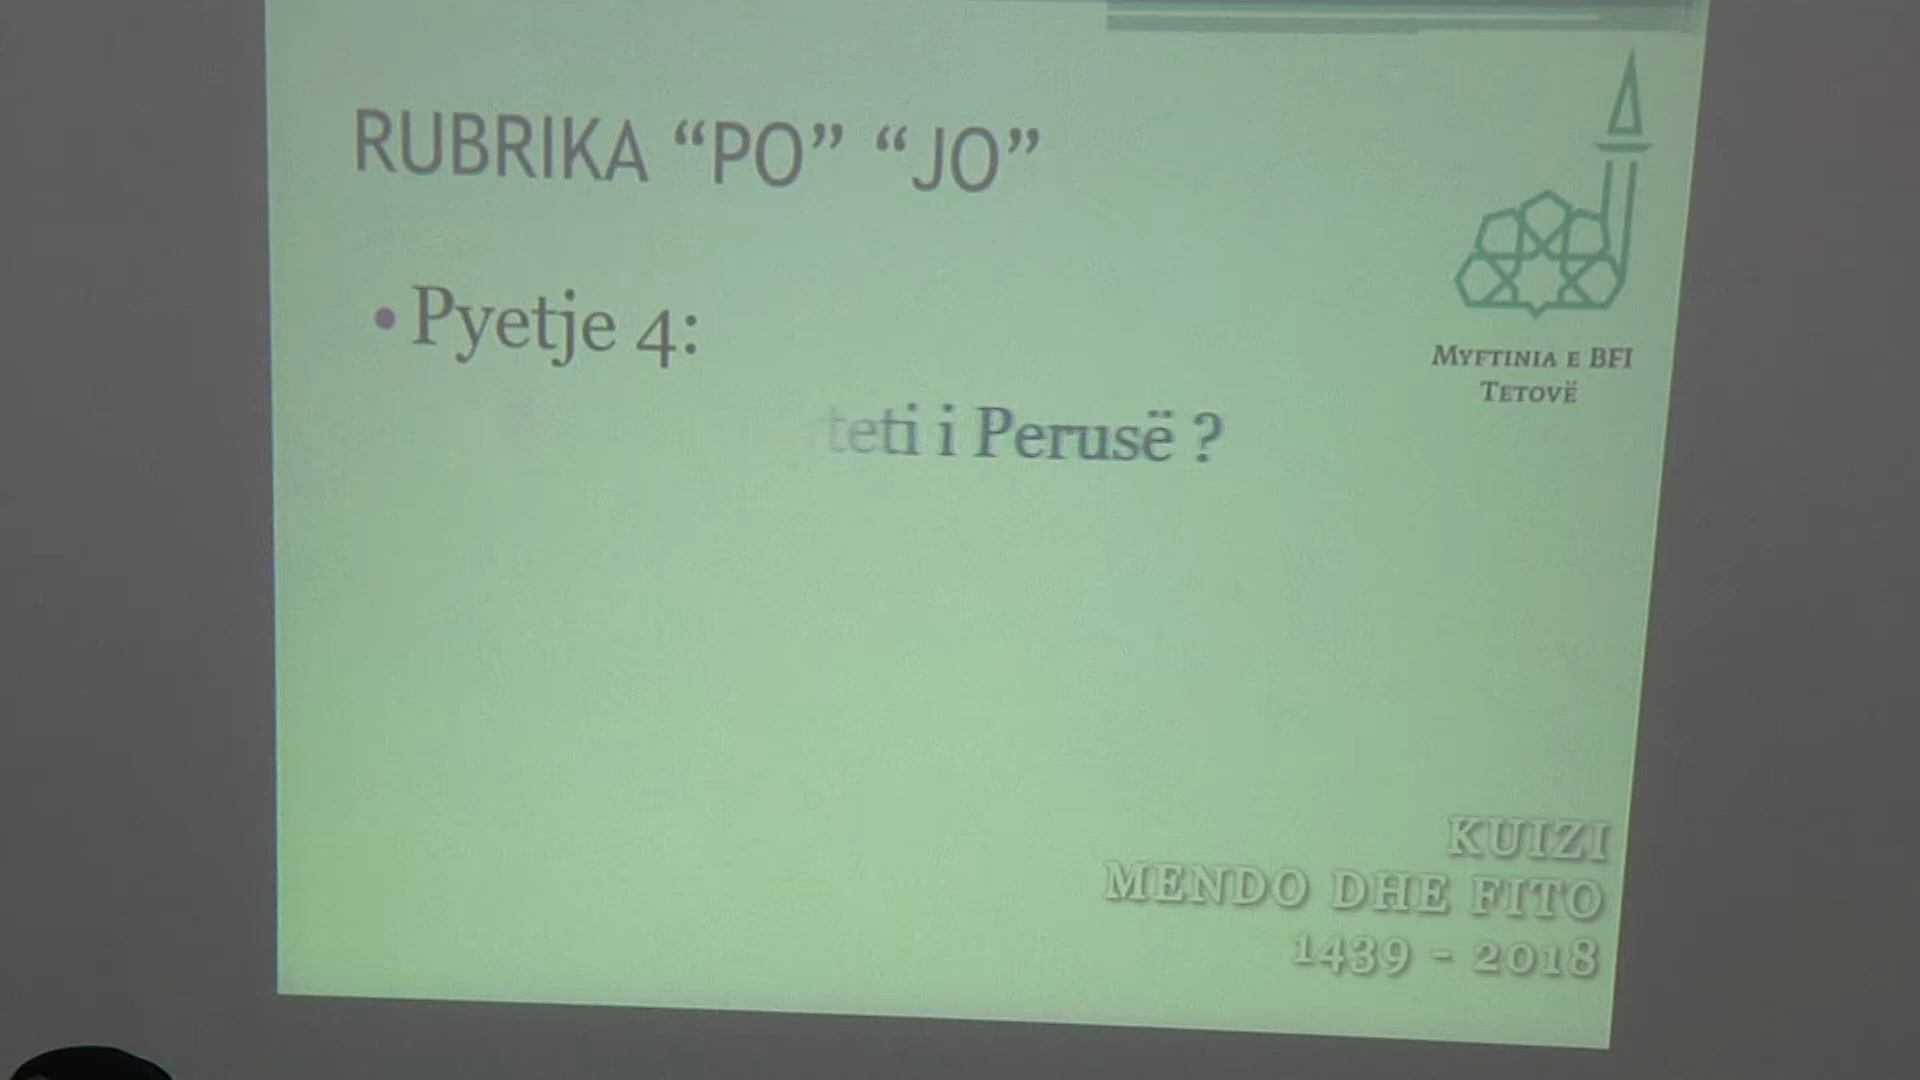 RUBRIKA “PO” “JO”
• Pyetje 4:
teti i Perusë ?
MYFTINIA E BFI
TETOVË
KUIZI
MENDO DHE FITO
1439 - 2018